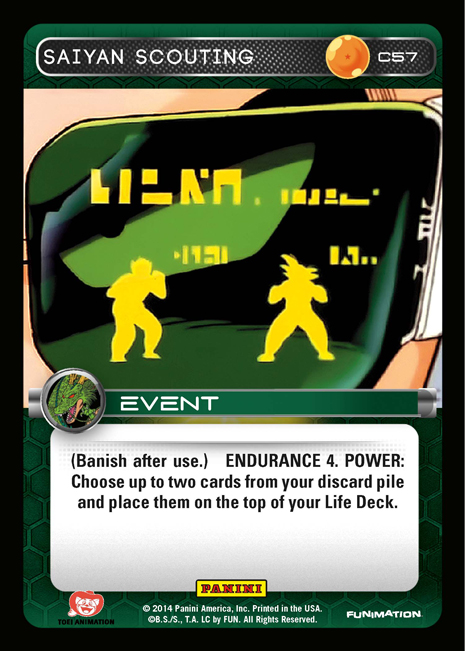 SAIYAN SCOUTING
C57
EVENT
(Banish after use.) ENDURANCE 4. POWER:
Choose up to two cards from your discard pile
and place them on the top of your Life Deck.
PANINI
TOEI ANIMATION
© 2014 Panini America, Inc. Printed in the USA.
©B.S./S., T.A. LC by FUN. All Rights Reserved.
FUNIMATION